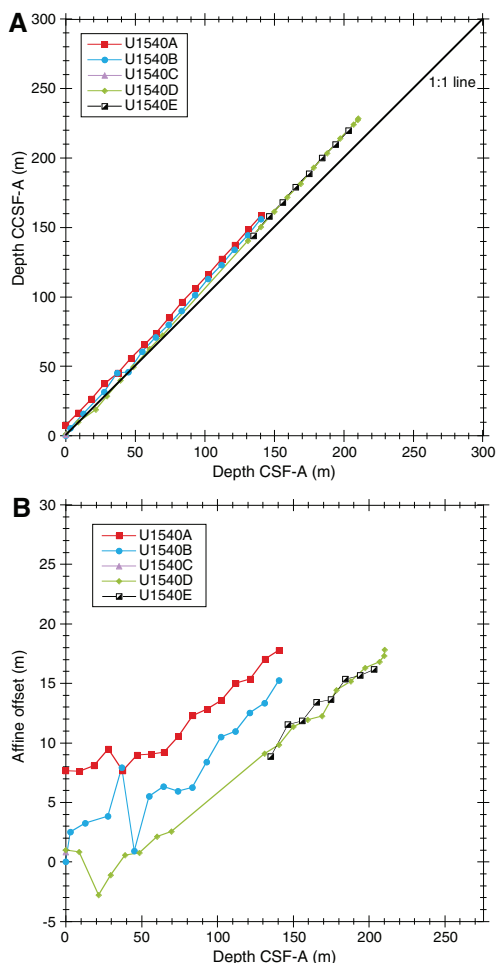 A
300
250
200
150
100
50
0
Depth CCSF-A (m)
U1540A
U1540B
U1540C
U1540D
U1540E
1:1 line
0 50 100 150 200 250 300
Depth CSF-A (m)
B
30
25
20
15
10
5
0
-5
Affine offset (m)
U1540A
U1540B
U1540C
U1540D
U1540E
0 50 100 150 200 250
Depth CSF-A (m)